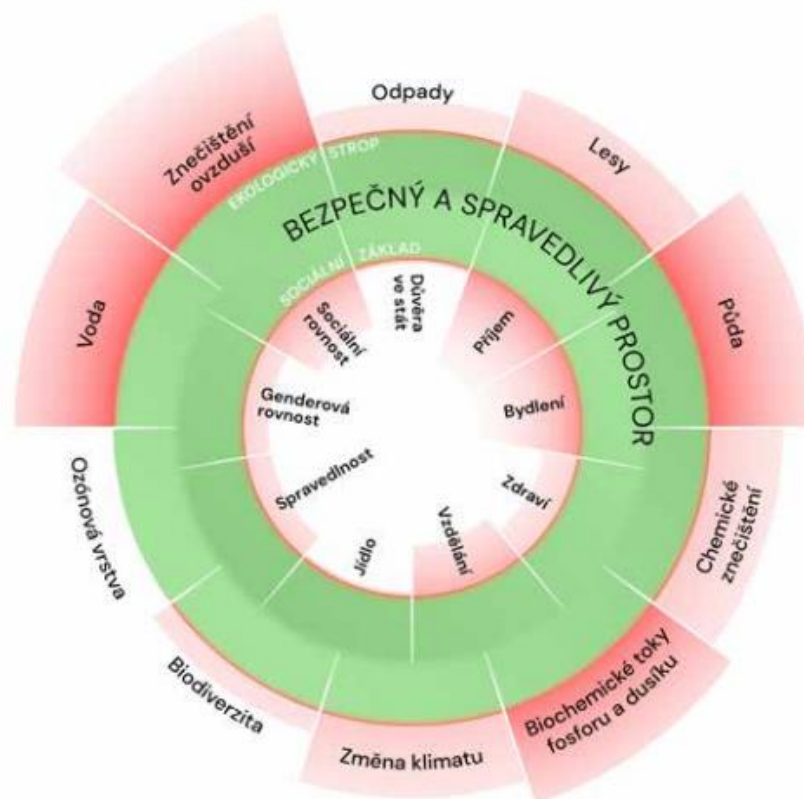 Odpady
Lesy
Půda
Chemické
znečištění
Biochemické toky
fosforu a dusíku
Změna klimatu
Biodiverzita
Ozónová vrstva
Voda
Znečištění
ovzduší
EKOLOGICKÝ STROP
BEZPEČNÝ A SPRAVEDLIVÝ PROSTOR
SOCIÁLNÍ ZÁKLAD
Důvěra
ve stát
Příjem
Bydlení
Zdraví
Vzdělání
Jídlo
Spravedlnost
Genderová
rovnost
Sociální
rovnost